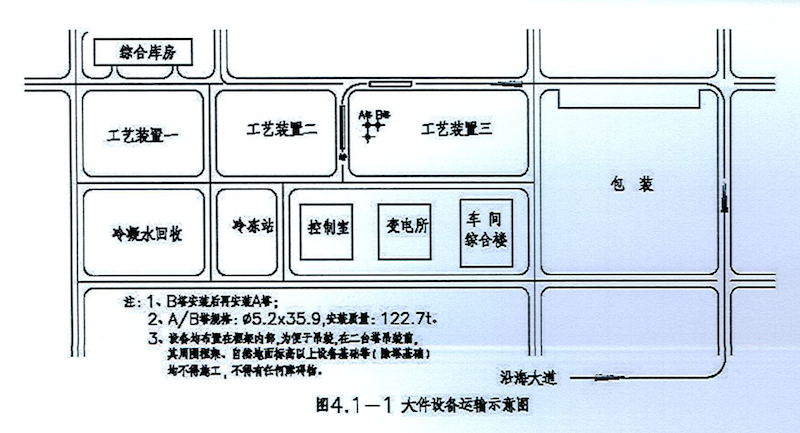 综合库房
A塔 B塔
工艺装置一
工艺装置二
工艺装置三
包 装
冷凝水回收
冷冻站
控制室
变电所
车 间
综合楼
注：1、B塔安装后再安装A塔；
2、A/B塔规格：Ø5.2x35.9,安装质量：122.7t。
3、设备均布置在框架内部,为便于吊装,在二台塔吊装前,
其周围框架、自然地面标高以上设备基础等(除塔基础)
均不得施工，不得有任何障碍物。
沿海大道
图4.1-1 大件设备运输示意图